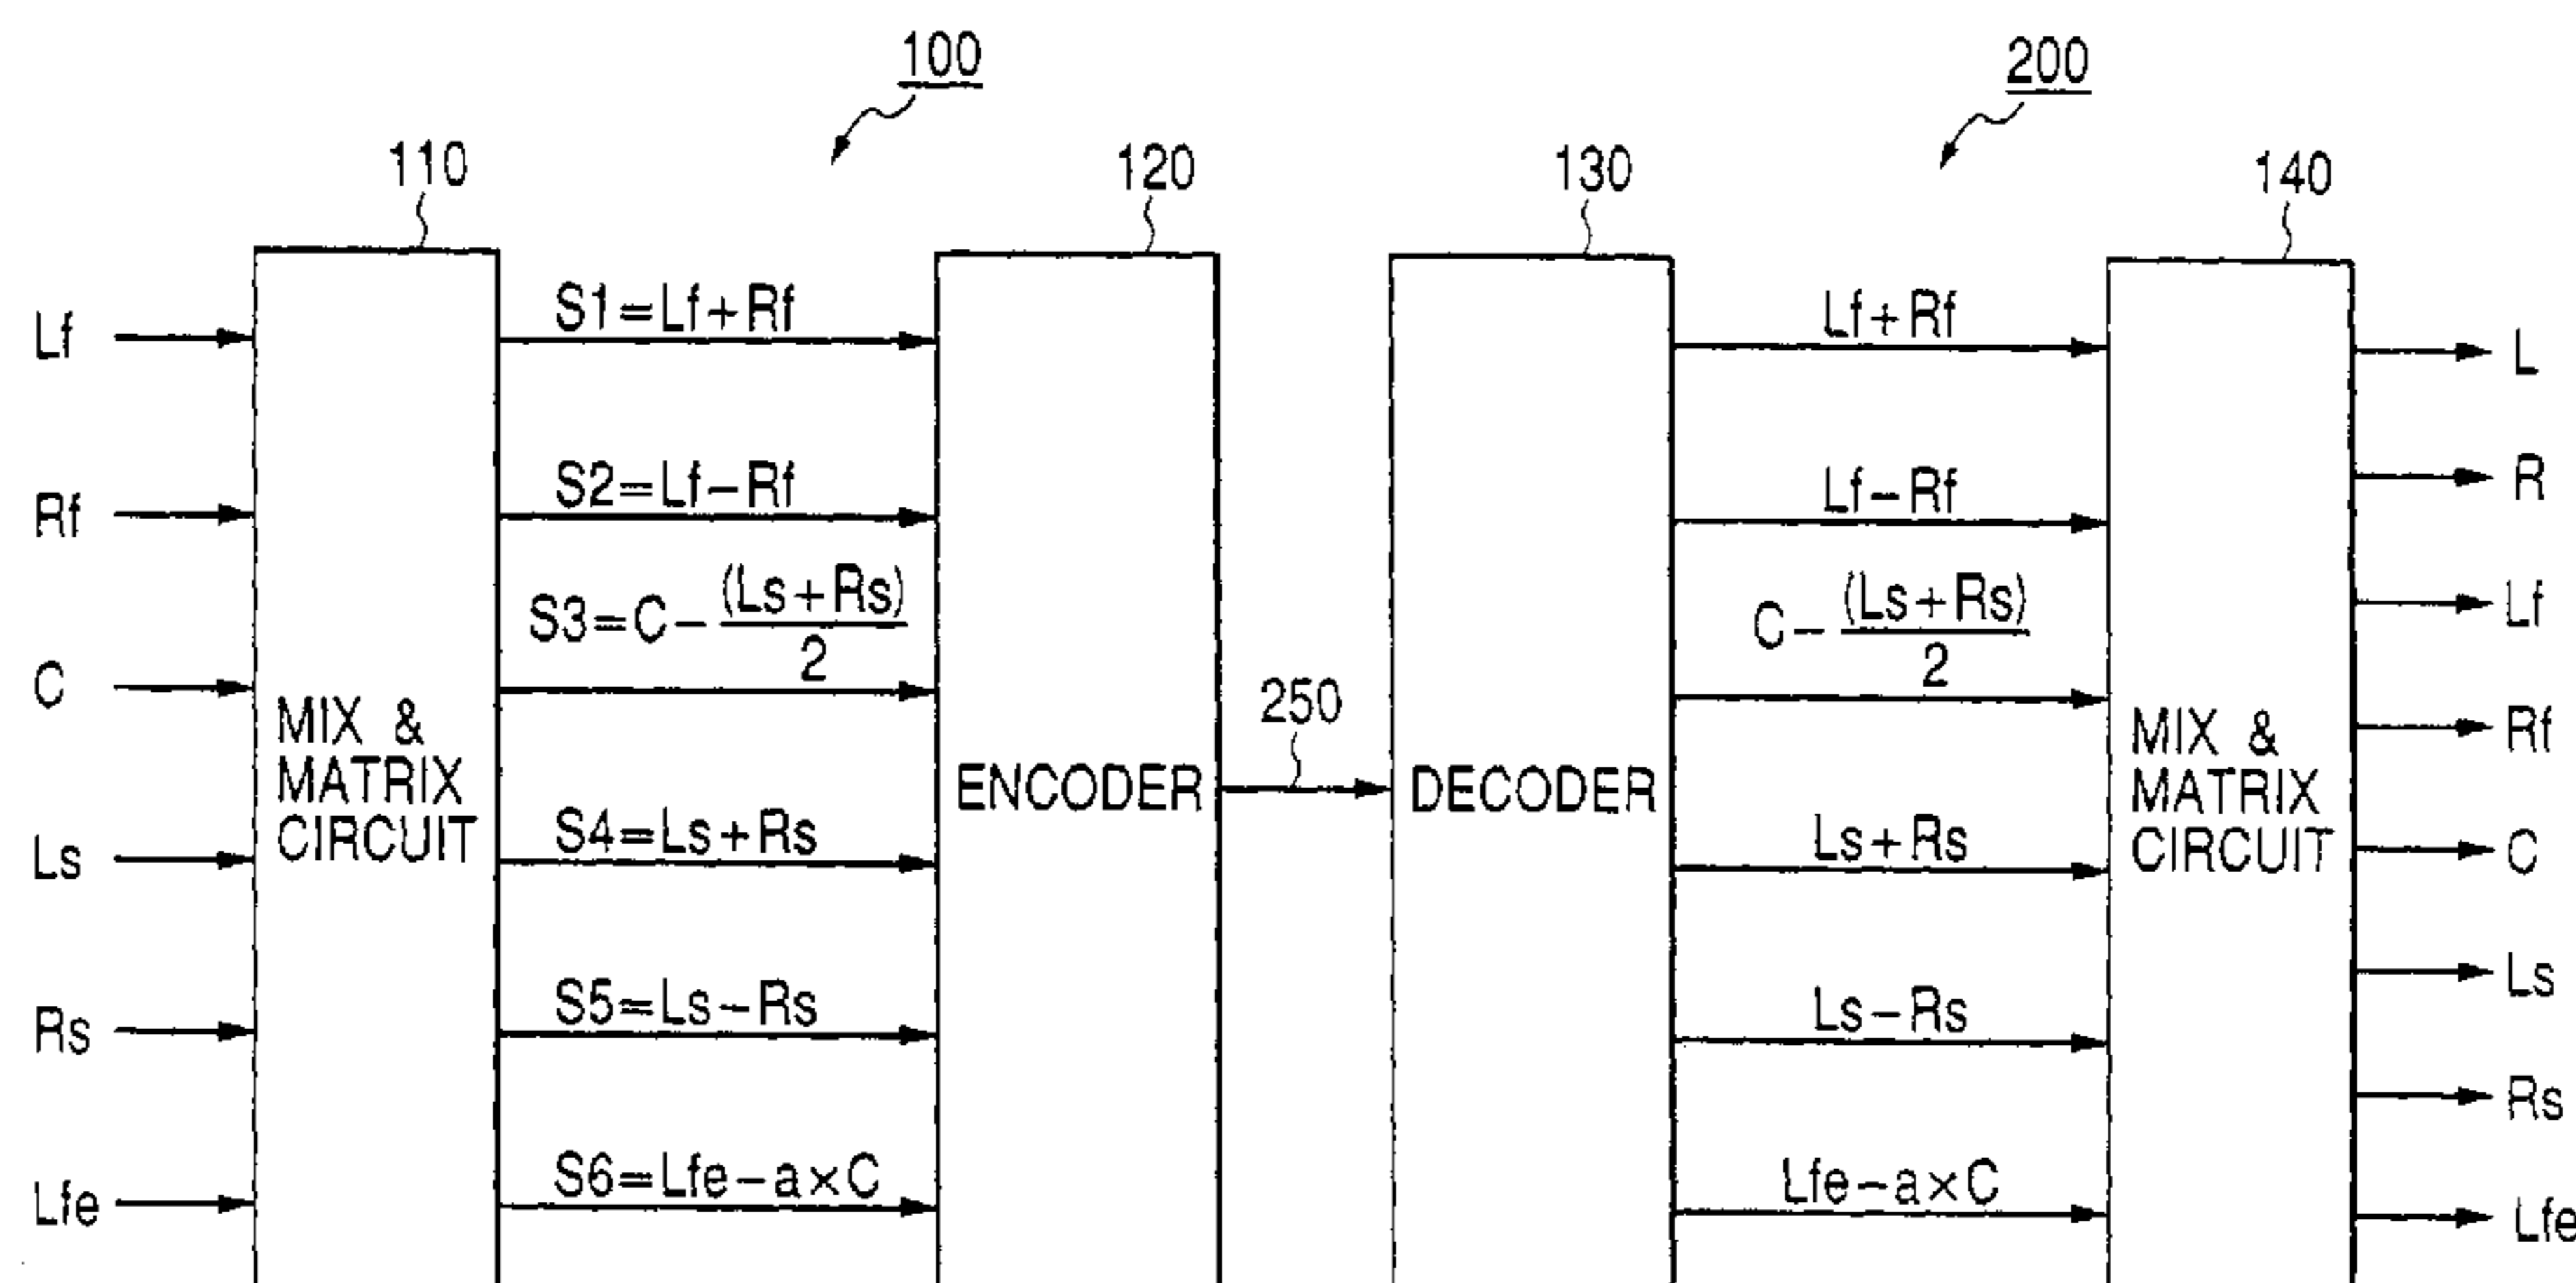 100
200
110
120
130
140
Lf
S1=Lf+Rf
Lf+Rf
L
Rf
S2=Lf−Rf
Lf−Rf
R
S3=C−(Ls+Rs)/2
C−(Ls+Rs)/2
Lf
C
250
Rf
MIX &
MATRIX
CIRCUIT
ENCODER
DECODER
MIX &
MATRIX
CIRCUIT
Ls
S4=Ls+Rs
Ls+Rs
C
Ls
Rs
S5=Ls−Rs
Ls−Rs
Rs
Lfe
S6=Lfe−a×C
Lfe−a×C
Lfe